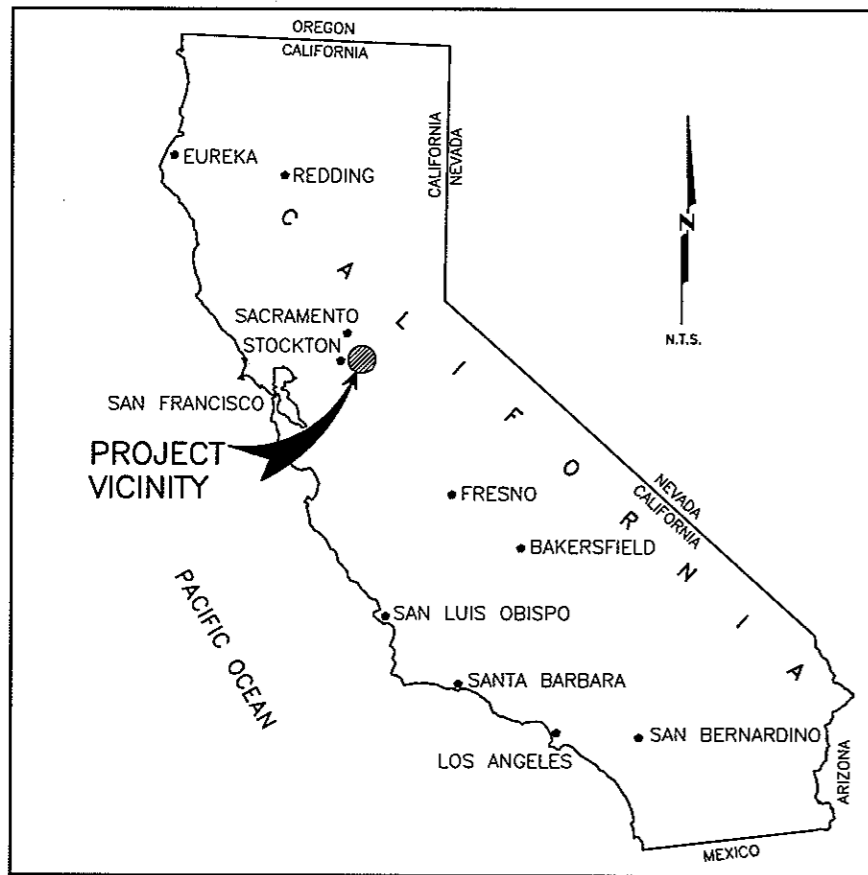 OREGON
CALIFORNIA
CALIFORNIA
NEVADA
EUREKA
REDDING
CALIFORNIA
N
N.T.S.
SACRAMENTO
STOCKTON
SAN FRANCISCO
PROJECT
VICINITY
FRESNO
NEVADA
CALIFORNIA
BAKERSFIELD
PACIFIC OCEAN
SAN LUIS OBISPO
SANTA BARBARA
LOS ANGELES
SAN BERNARDINO
ARIZONA
MEXICO